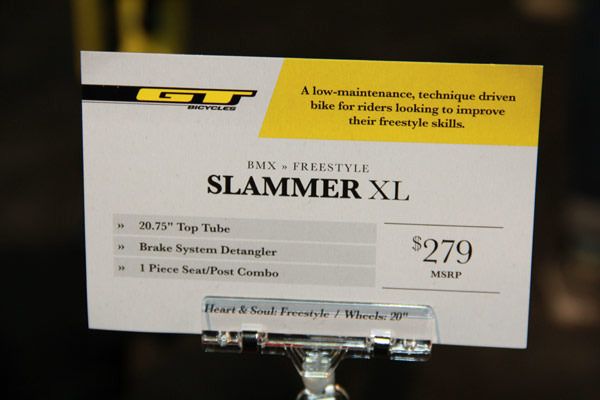 GT
BICYCLES
A low-maintenance, technique driven
bike for riders looking to improve
their freestyle skills.
BMX » FREESTYLE
SLAMMER XL
» 20.75" Top Tube
» Brake System Detangler
» 1 Piece Seat/Post Combo
$279
MSRP
Heart & Soul: Freestyle / Wheels: 20"